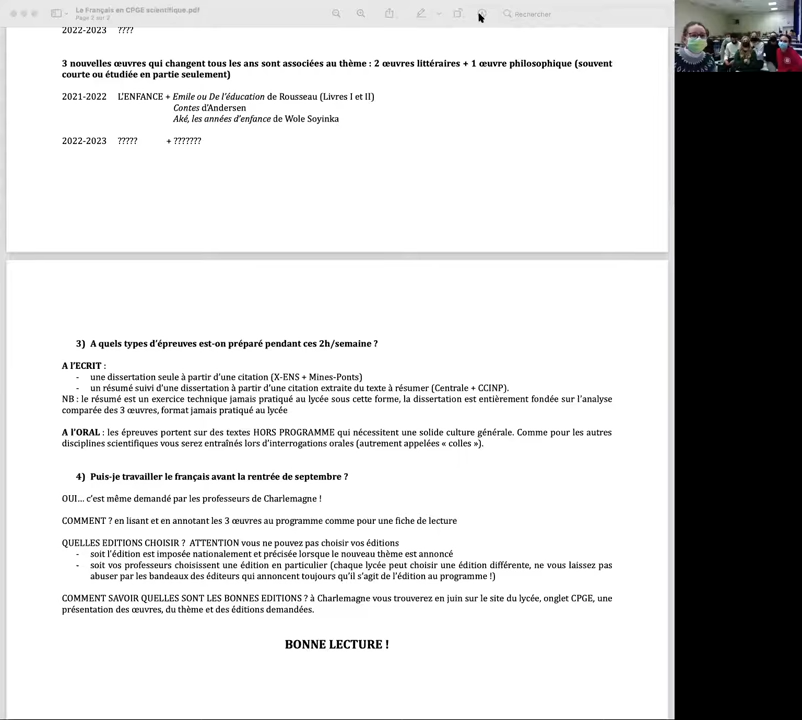 Le Français en CPGE scientifique.pdf
Page 2 sur 2
Rechercher
2022-2023 ????
3 nouvelles œuvres qui changent tous les ans sont associées au thème : 2 œuvres littéraires + 1 œuvre philosophique (souvent
courte ou étudiée en partie seulement)
2021-2022 L'ENFANCE + Emile ou De l'éducation de Rousseau (Livres I et II)
Contes d'Andersen
Aké, les années d'enfance de Wole Soyinka
2022-2023 ????? + ???????
3) A quels types d'épreuves est-on préparé pendant ces 2h/semaine ?
A l'ECRIT :
- une dissertation seule à partir d'une citation (X-ENS + Mines-Ponts)
- un résumé suivi d'une dissertation à partir d'une citation extraite du texte à résumer (Centrale + CCINP).
NB : le résumé est un exercice technique jamais pratiqué au lycée sous cette forme, la dissertation est entièrement fondée sur l'analyse
comparée des 3 œuvres, format jamais pratiqué au lycée
A l'ORAL : les épreuves portent sur des textes HORS PROGRAMME qui nécessitent une solide culture générale. Comme pour les autres
disciplines scientifiques vous serez entraînés lors d'interrogations orales (autrement appelées « colles »).
4) Puis-je travailler le français avant la rentrée de septembre ?
OUI... c'est même demandé par les professeurs de Charlemagne !
COMMENT ? en lisant et en annotant les 3 œuvres au programme comme pour une fiche de lecture
QUELLES EDITIONS CHOISIR ? ATTENTION vous ne pouvez pas choisir vos éditions
- soit l'édition est imposée nationalement et précisée lorsque le nouveau thème est annoncé
- soit vos professeurs choisissent une édition en particulier (chaque lycée peut choisir une édition différente, ne vous laissez pas
abuser par les bandeaux des éditeurs qui annoncent toujours qu'il s'agit de l'édition au programme !)
COMMENT SAVOIR QUELLES SONT LES BONNES EDITIONS ? à Charlemagne vous trouverez en juin sur le site du lycée, onglet CPGE, une
présentation des œuvres, du thème et des éditions demandées.
BONNE LECTURE !